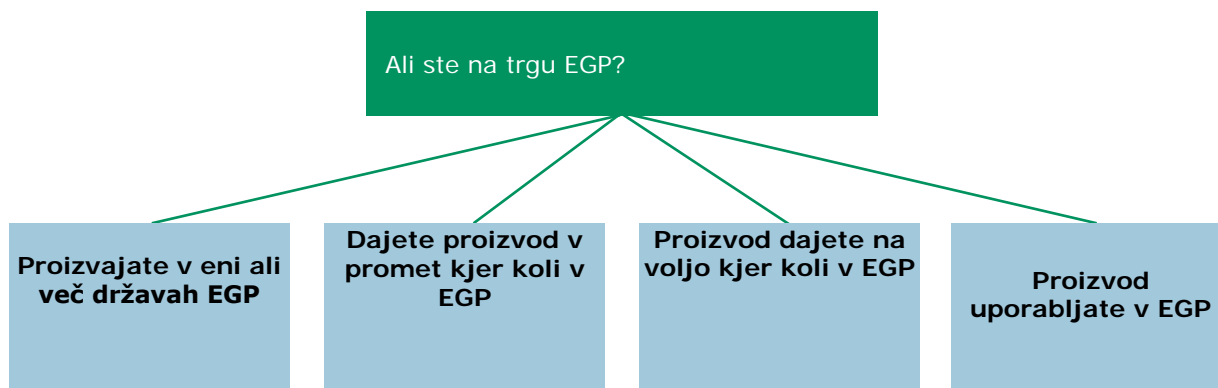 Ali ste na trgu EGP?
Proizvajate v eni ali
več državah EGP
Dajete proizvod v
promet kjer koli v
EGP
Proizvod dajete na
voljo kjer koli v EGP
Proizvod
uporabljate v EGP